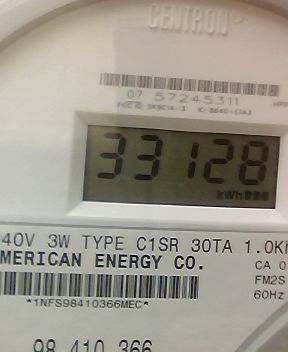 CENTRON
07 57245311
33128
kWh
40V 3W TYPE C1SR 30TA 1.0Kh
MERICAN ENERGY CO.
CA 0
FM2S
60Hz
*1NFS98410366MEC*
98 410 366